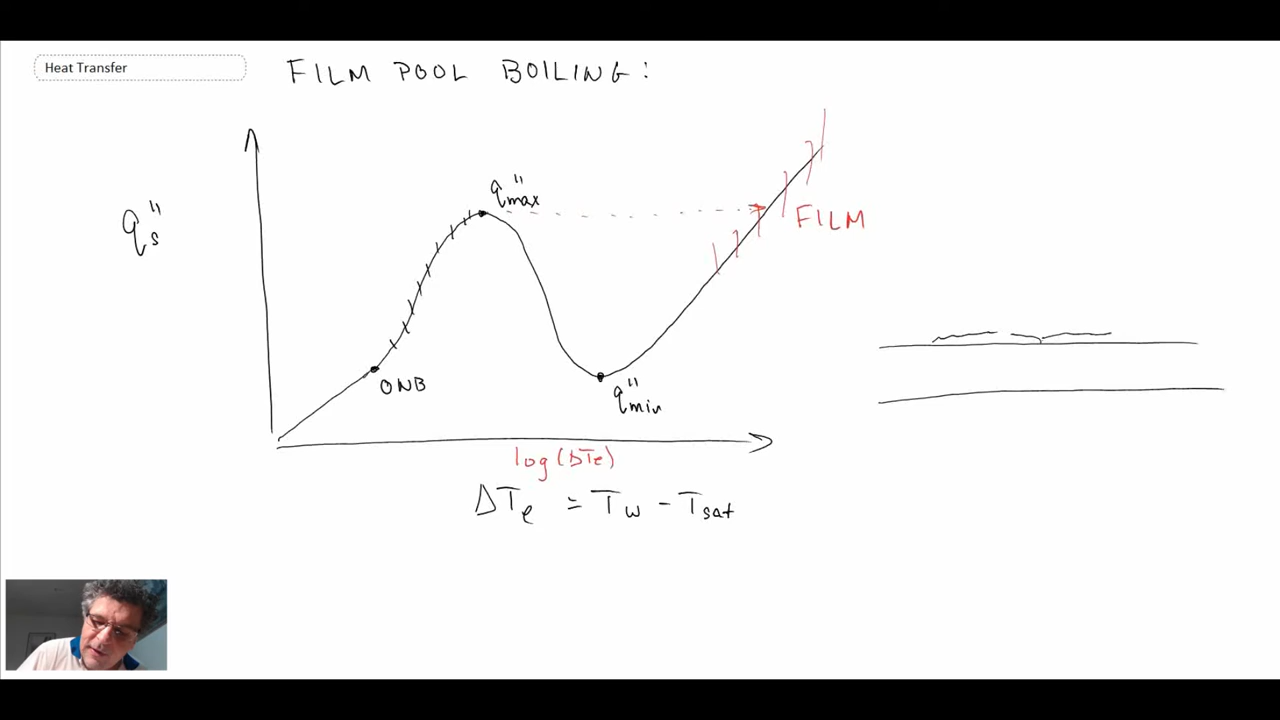 Heat Transfer
FILM POOL BOILING:
q"s
q"max
FILM
ONB
q"min
log(ΔTe)
ΔTe = Tw - Tsat